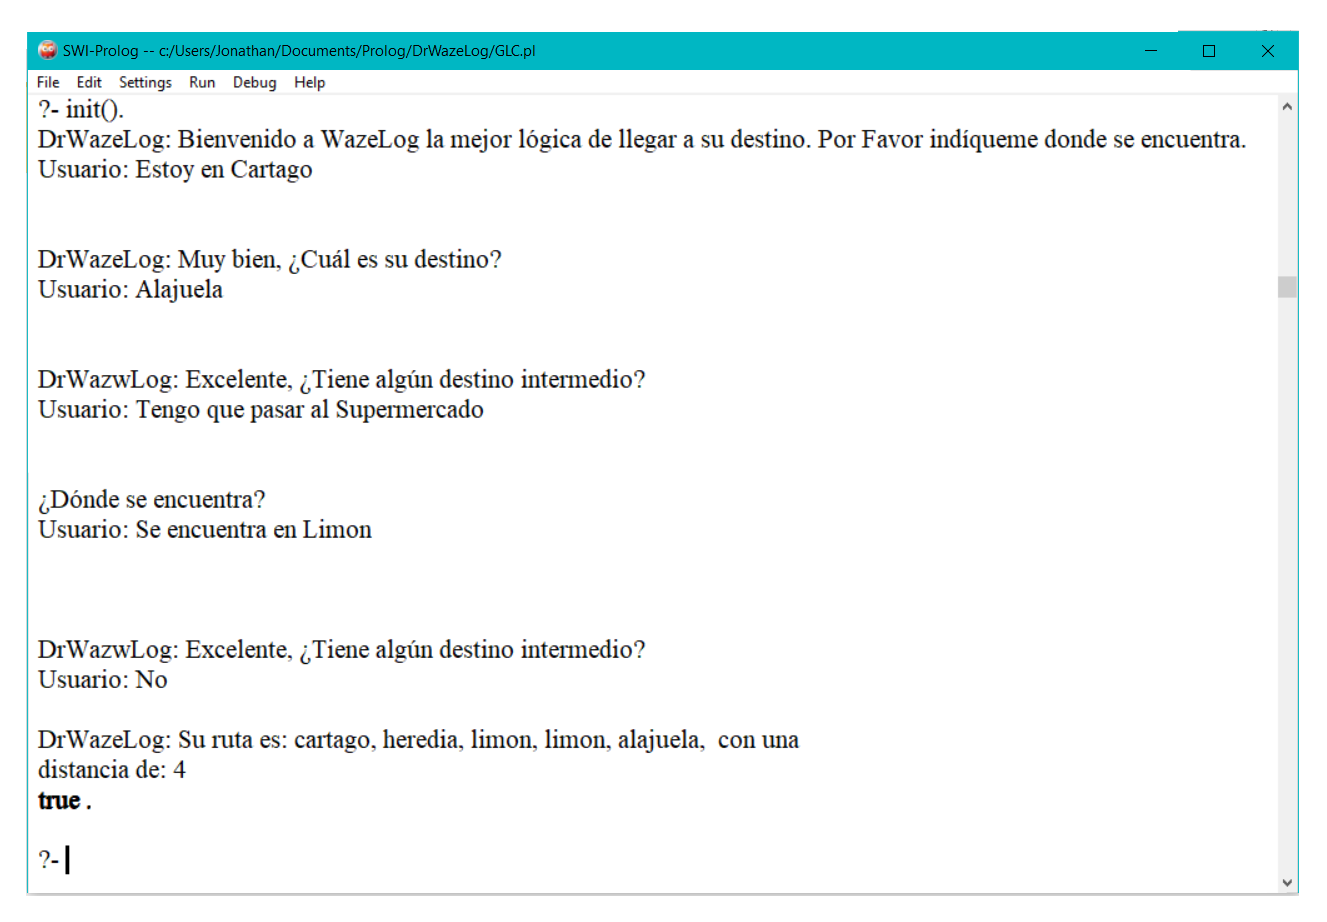 SWI-Prolog -- c:/Users/Jonathan/Documents/Prolog/DrWazeLog/GLC.pl
File Edit Settings Run Debug Help
?- init().
DrWazeLog: Bienvenido a WazeLog la mejor lógica de llegar a su destino. Por Favor indíqueme donde se encuentra.
Usuario: Estoy en Cartago
DrWazeLog: Muy bien, ¿Cuál es su destino?
Usuario: Alajuela
DrWazwLog: Excelente, ¿Tiene algún destino intermedio?
Usuario: Tengo que pasar al Supermercado
¿Dónde se encuentra?
Usuario: Se encuentra en Limon
DrWazwLog: Excelente, ¿Tiene algún destino intermedio?
Usuario: No
DrWazeLog: Su ruta es: cartago, heredia, limon, limon, alajuela,  con una
distancia de: 4
true .
?-